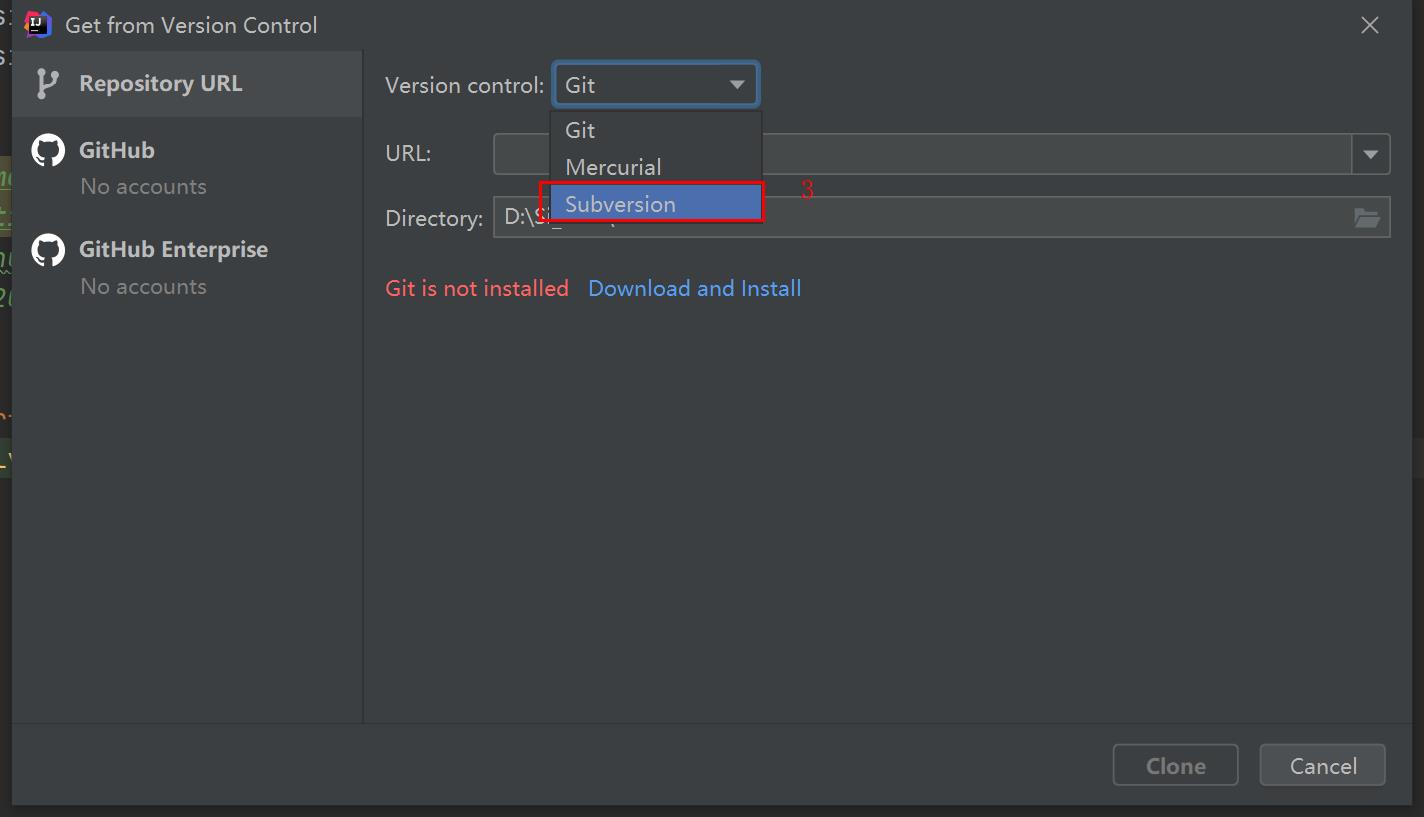 Get from Version Control
Repository URL
GitHub
No accounts
GitHub Enterprise
No accounts
Version control: Git
Git
Mercurial
Subversion
3
URL:
Directory:
Git is not installed Download and Install
Clone
Cancel